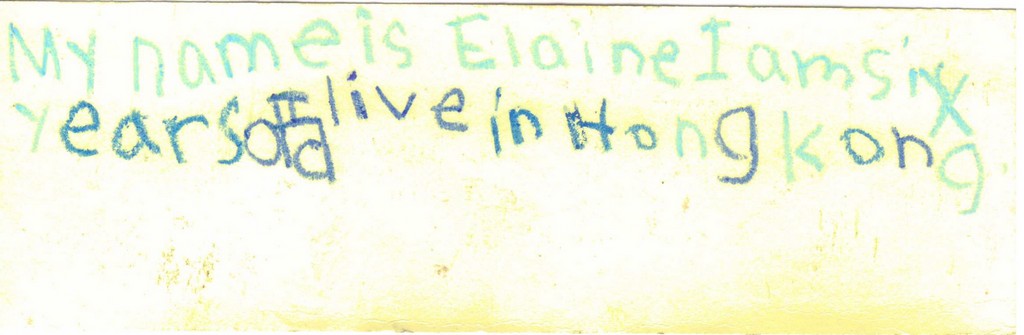 My name is Elaine I am six
years old I live in Hong Kong